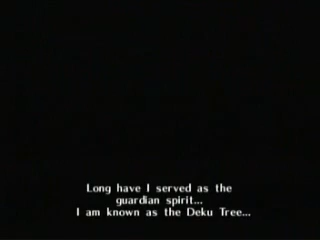 Long have I served as the
guardian spirit...
I am known as the Deku Tree...